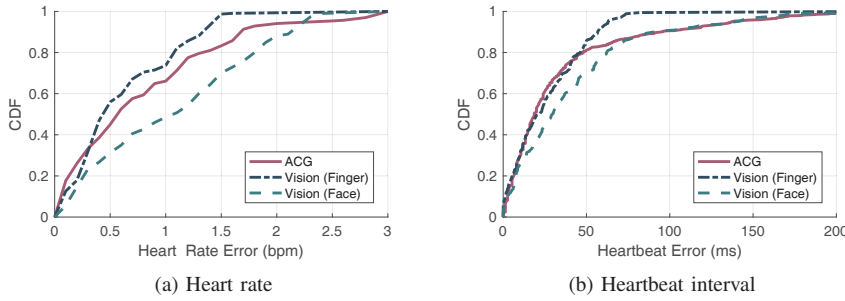 1
0.8
0.6
0.4
0.2
0
CDF
0 0.5 1 1.5 2 2.5 3
Heart Rate Error (bpm)
ACG
Vision (Finger)
Vision (Face)
(a) Heart rate
1
0.8
0.6
0.4
0.2
0
CDF
0 50 100 150 200
Heartbeat Error (ms)
ACG
Vision (Finger)
Vision (Face)
(b) Heartbeat interval